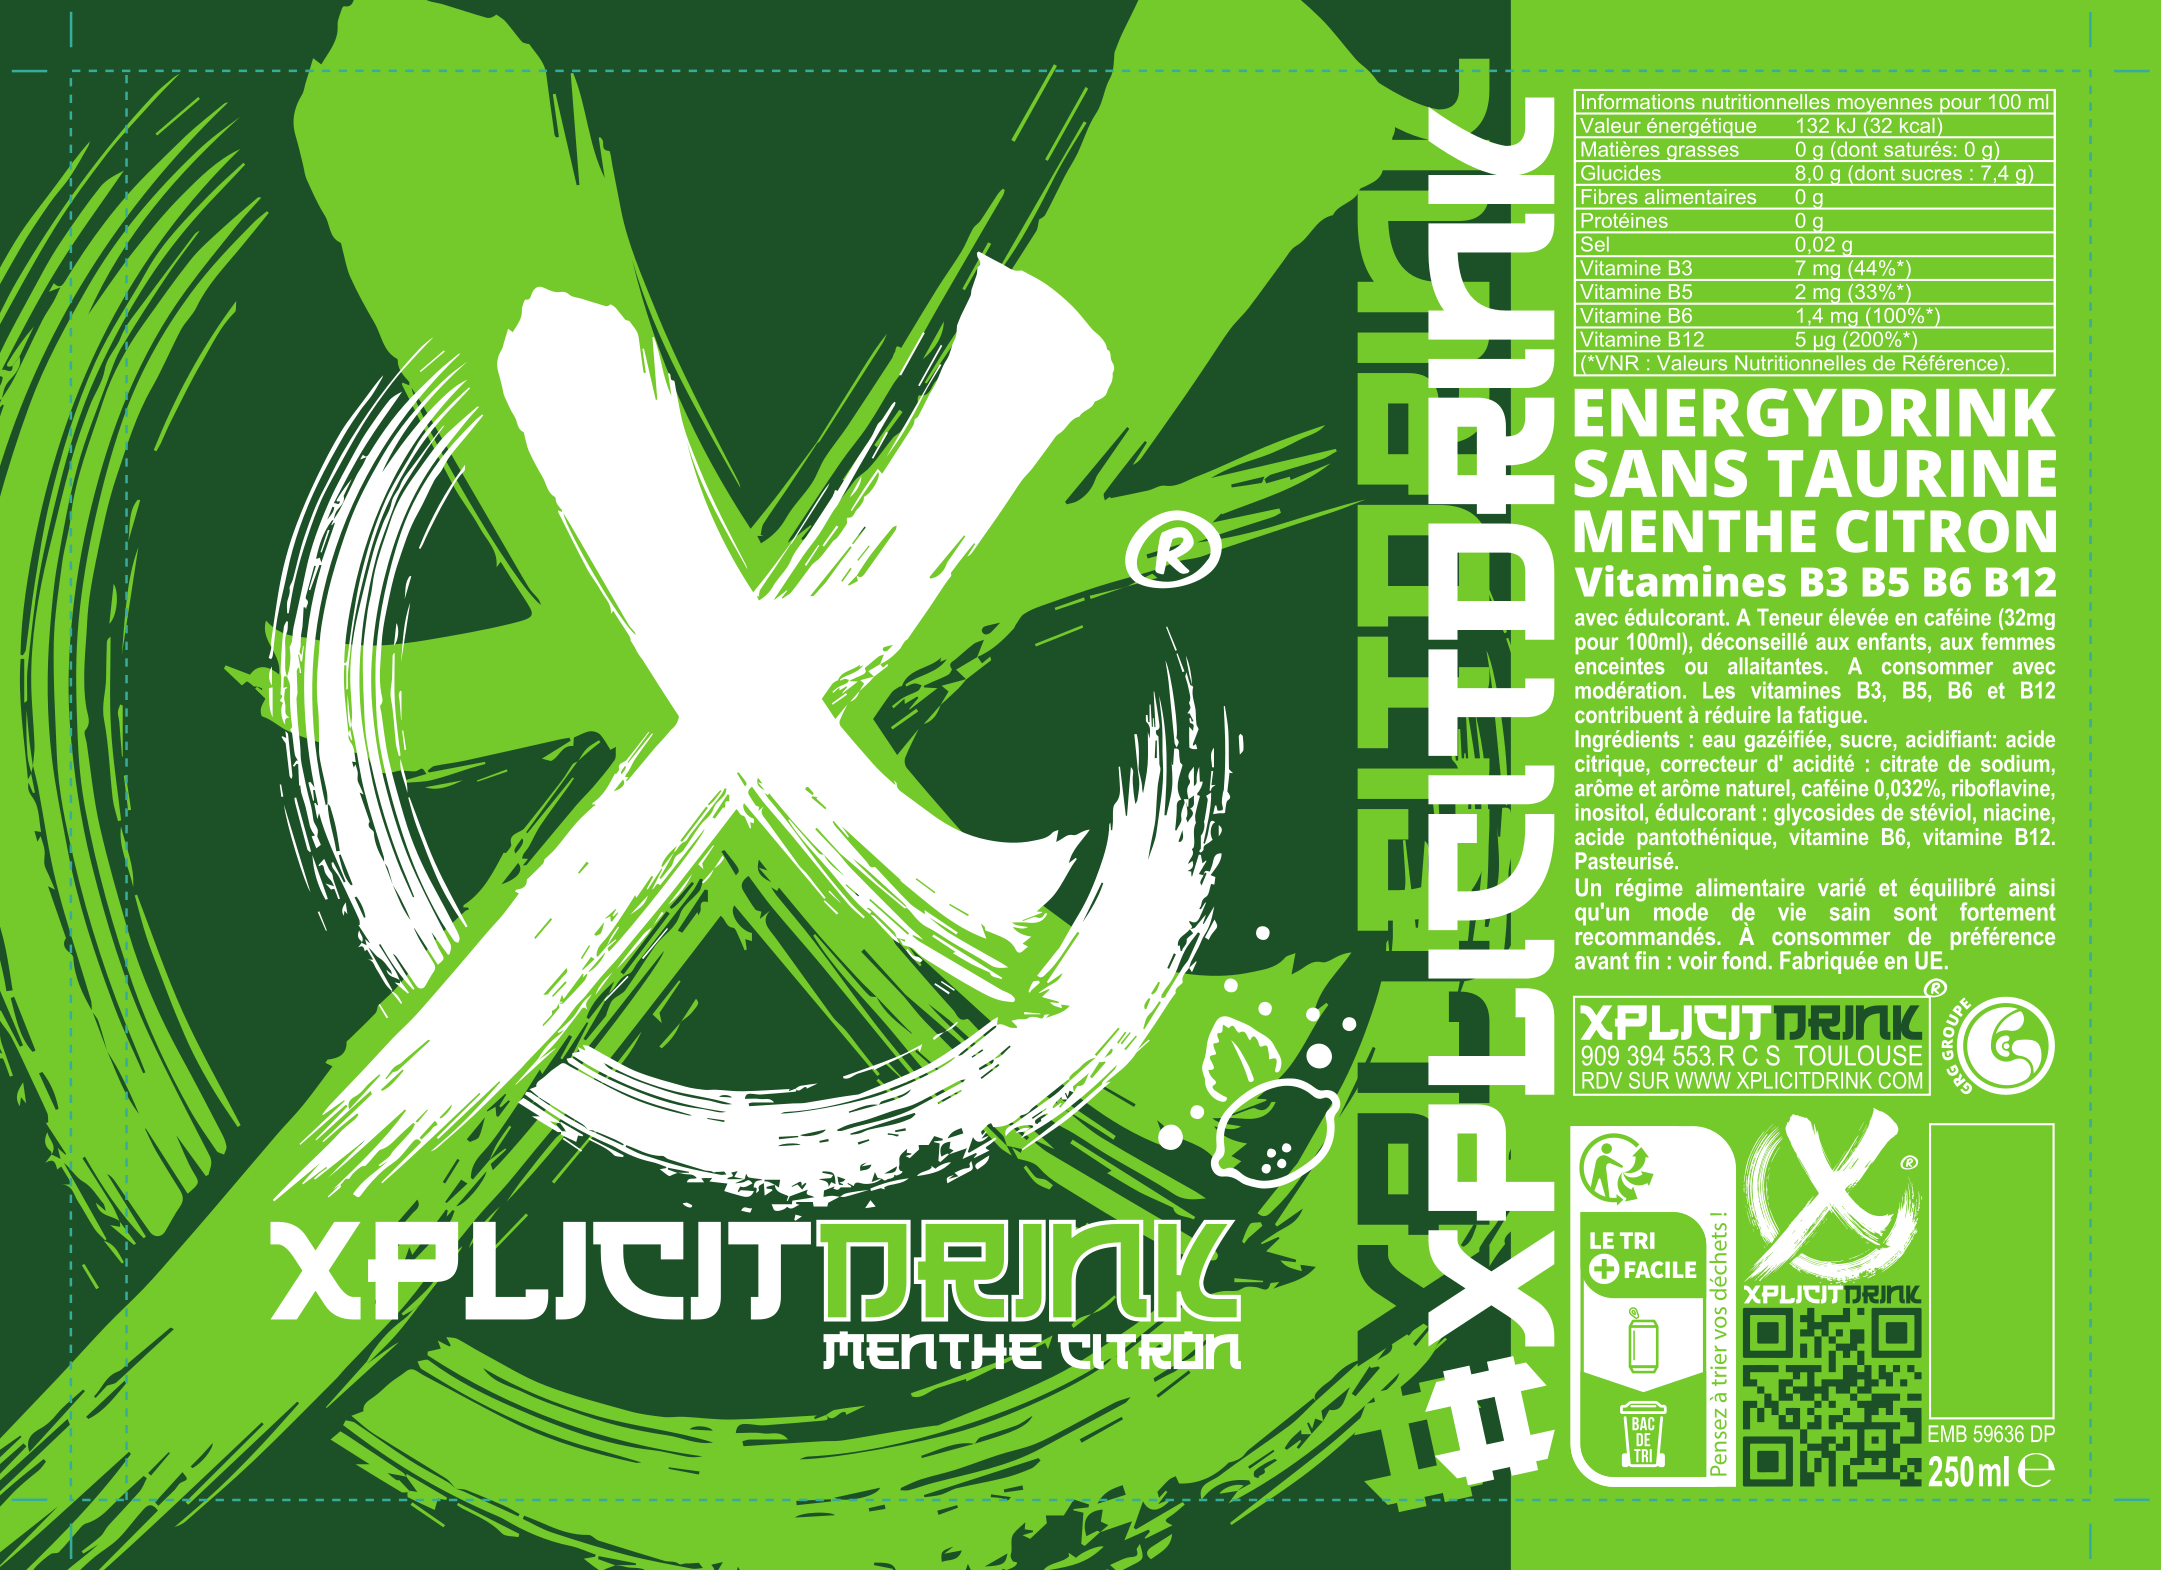 ®
XPLICITDRINK
MENTHE CITRON
#XPLICITDRINK
#XPLICITDRINK
Informations nutritionnelles moyennes pour 100 ml
Valeur énergétique 132 kJ (32 kcal)
Matières grasses 0 g (dont saturés: 0 g)
Glucides 8,0 g (dont sucres : 7,4 g)
Fibres alimentaires 0 g
Protéines 0 g
Sel 0,02 g
Vitamine B3 7 mg (44%*)
Vitamine B5 2 mg (33%*)
Vitamine B6 1,4 mg (100%*)
Vitamine B12 5 µg (200%*)
(*VNR : Valeurs Nutritionnelles de Référence).
ENERGYDRINK
SANS TAURINE
MENTHE CITRON
Vitamines B3 B5 B6 B12
avec édulcorant. A Teneur élevée en caféine (32mg
pour 100ml), déconseillé aux enfants, aux femmes
enceintes ou allaitantes. A consommer avec
modération. Les vitamines B3, B5, B6 et B12
contribuent à réduire la fatigue.
Ingrédients : eau gazéifiée, sucre, acidifiant: acide
citrique, correcteur d' acidité : citrate de sodium,
arôme et arôme naturel, caféine 0,032%, riboflavine,
inositol, édulcorant : glycosides de stéviol, niacine,
acide pantothénique, vitamine B6, vitamine B12.
Pasteurisé.
Un régime alimentaire varié et équilibré ainsi
qu'un mode de vie sain sont fortement
recommandés. À consommer de préférence
avant fin : voir fond. Fabriquée en UE.
XPLICITDRINK®
909 394 553.R C S TOULOUSE
RDV SUR WWW XPLICITDRINK COM
GRG GROUPE
LE TRI
+ FACILE
BAC
DE
TRI
Pensez à trier vos déchets !
®
XPLICITDRINK
EMB 59636 DP
250 ml ℮